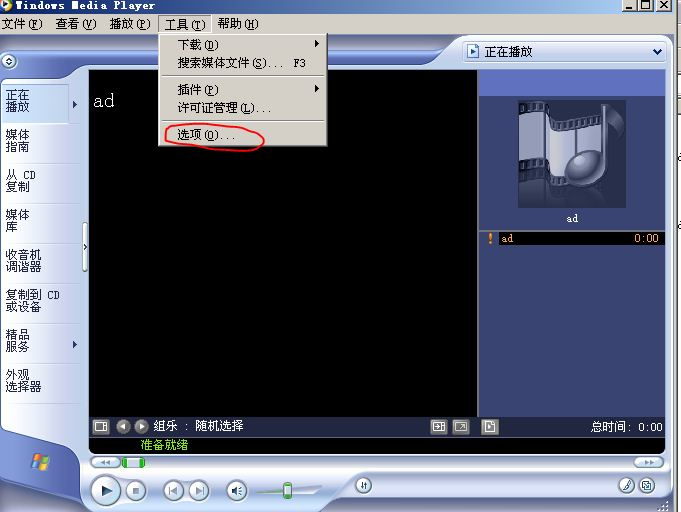 Windows Media Player
文件(F) 查看(V) 播放(P) 工具(T) 帮助(H)
下载(D)
搜索媒体文件(S)... F3
插件(P)
许可证管理(L)...
选项(O)...
正在播放
正在
播放
媒体
指南
从 CD
复制
媒体
库
收音机
调谐器
复制到 CD
或设备
精品
服务
外观
选择器
ad
ad
! ad 0:00
组乐 : 随机选择
总时间: 0:00
准备就绪